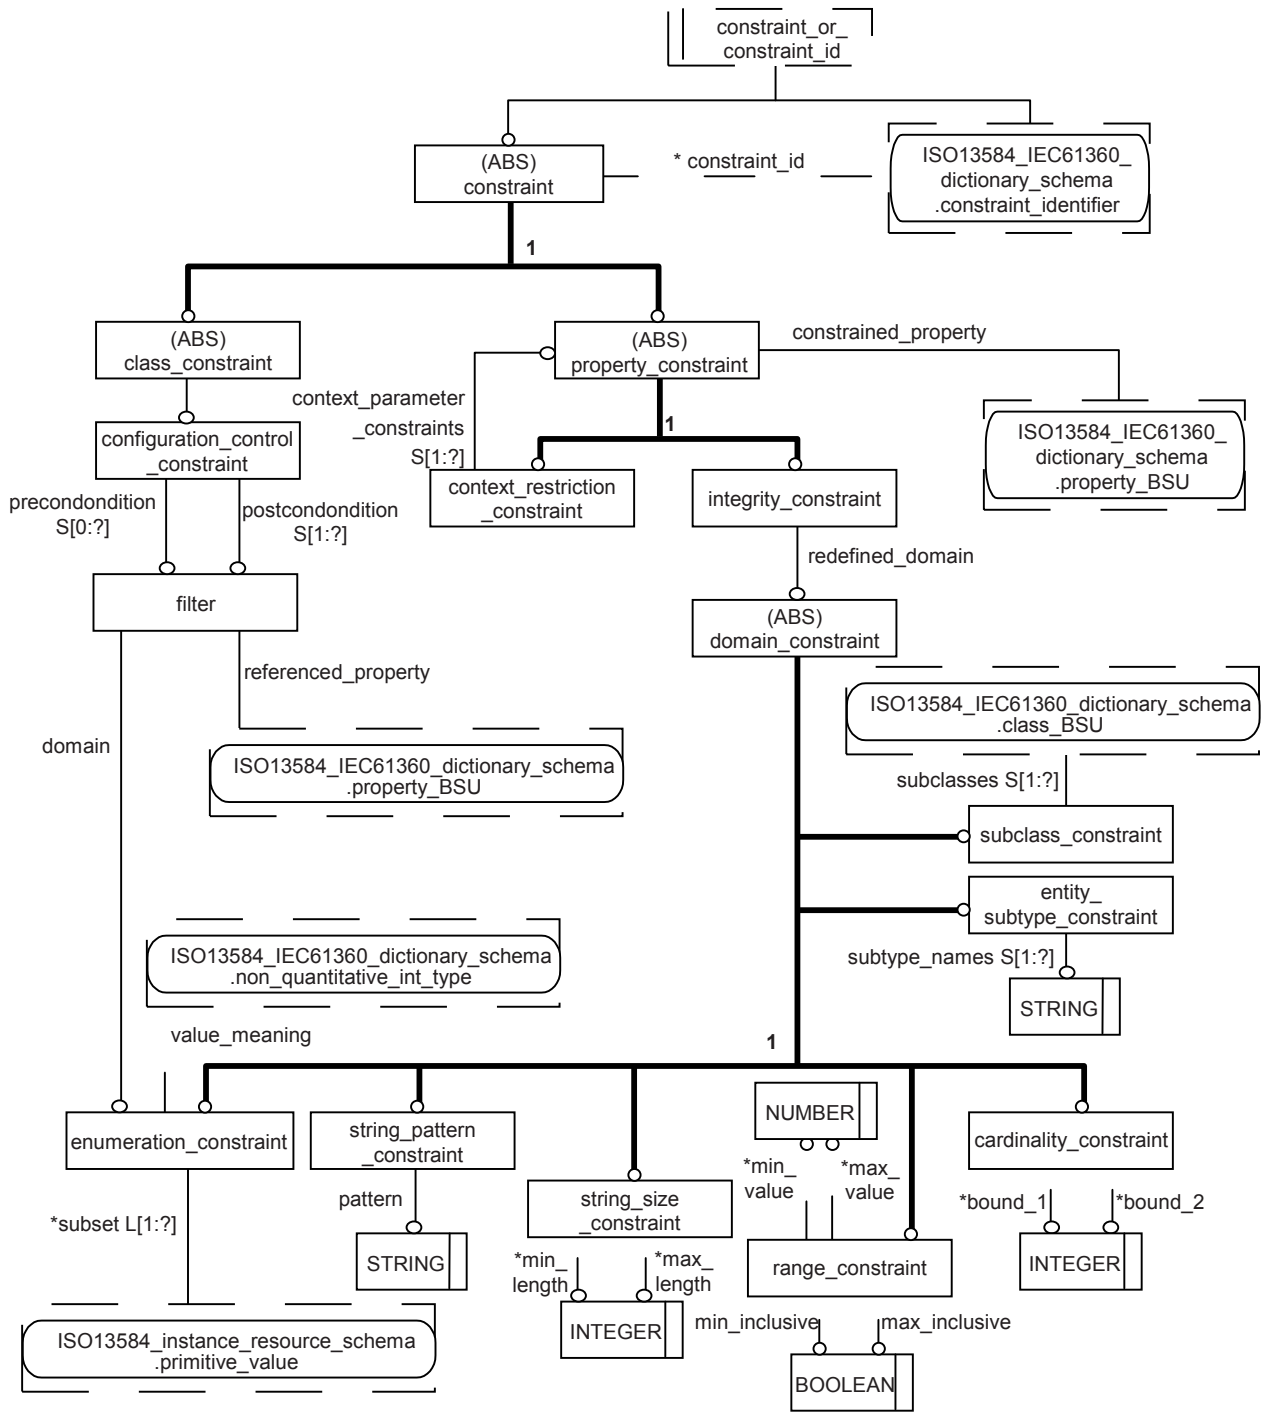 constraint_or_
constraint_id
(ABS)
constraint
* constraint_id
ISO13584_IEC61360_
dictionary_schema
.constraint_identifier
1
(ABS)
class_constraint
(ABS)
property_constraint
constrained_property
context_parameter
_constraints
S[1:?]
1
configuration_control
_constraint
ISO13584_IEC61360_
dictionary_schema
.property_BSU
context_restriction
_constraint
integrity_constraint
precondondition
S[0:?]
postcondondition
S[1:?]
redefined_domain
filter
(ABS)
domain_constraint
referenced_property
ISO13584_IEC61360_dictionary_schema
.class_BSU
domain
ISO13584_IEC61360_dictionary_schema
.property_BSU
subclasses S[1:?]
subclass_constraint
entity_
subtype_constraint
ISO13584_IEC61360_dictionary_schema
.non_quantitative_int_type
subtype_names S[1:?]
STRING
value_meaning
1
enumeration_constraint
string_pattern
_constraint
NUMBER
cardinality_constraint
*min_
value
*max_
value
pattern
string_size
_constraint
*bound_1
*bound_2
*subset L[1:?]
STRING
*min_
length
*max_
length
range_constraint
INTEGER
INTEGER
min_inclusive
max_inclusive
ISO13584_instance_resource_schema
.primitive_value
BOOLEAN